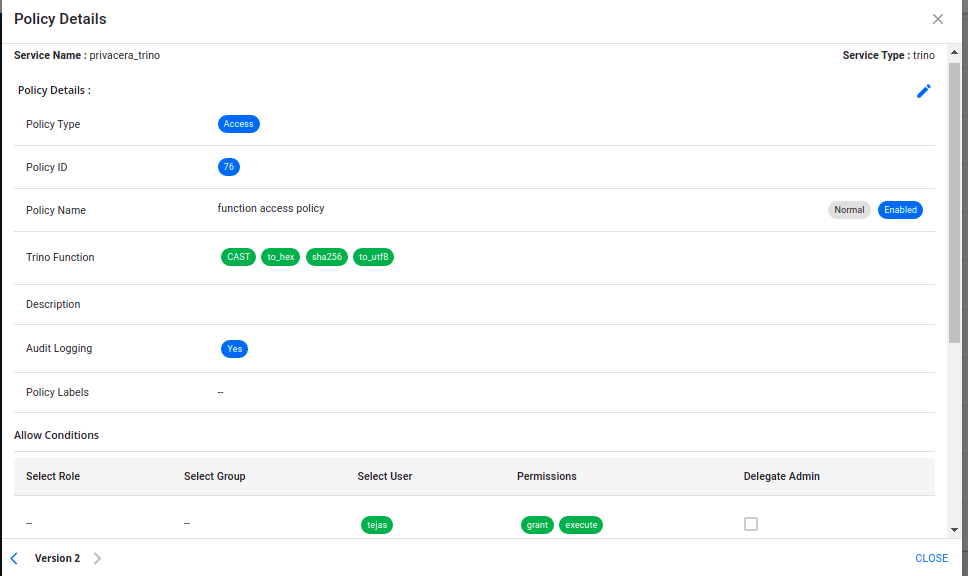 Policy Details
Service Name : privacera_trino
Service Type : trino
Policy Details :
Policy Type Access
Policy ID 76
Policy Name function access policy Normal Enabled
Trino Function CAST to_hex sha256 to_utf8
Description
Audit Logging Yes
Policy Labels --
Allow Conditions
Select Role Select Group Select User Permissions Delegate Admin
-- -- tejas grant execute
Version 2
CLOSE